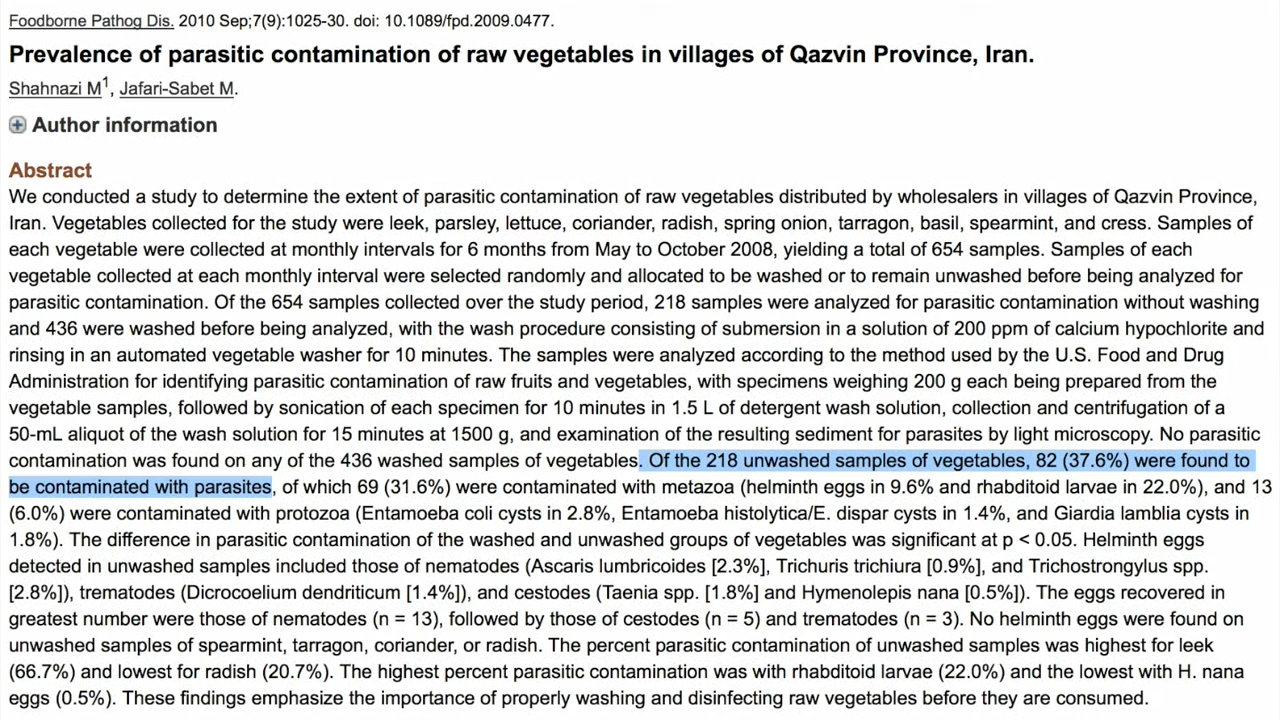 Foodborne Pathog Dis. 2010 Sep;7(9):1025-30. doi: 10.1089/fpd.2009.0477.
Prevalence of parasitic contamination of raw vegetables in villages of Qazvin Province, Iran.
Shahnazi M1, Jafari-Sabet M.
Author information
Abstract
We conducted a study to determine the extent of parasitic contamination of raw vegetables distributed by wholesalers in villages of Qazvin Province,
Iran. Vegetables collected for the study were leek, parsley, lettuce, coriander, radish, spring onion, tarragon, basil, spearmint, and cress. Samples of
each vegetable were collected at monthly intervals for 6 months from May to October 2008, yielding a total of 654 samples. Samples of each
vegetable collected at each monthly interval were selected randomly and allocated to be washed or to remain unwashed before being analyzed for
parasitic contamination. Of the 654 samples collected over the study period, 218 samples were analyzed for parasitic contamination without washing
and 436 were washed before being analyzed, with the wash procedure consisting of submersion in a solution of 200 ppm of calcium hypochlorite and
rinsing in an automated vegetable washer for 10 minutes. The samples were analyzed according to the method used by the U.S. Food and Drug
Administration for identifying parasitic contamination of raw fruits and vegetables, with specimens weighing 200 g each being prepared from the
vegetable samples, followed by sonication of each specimen for 10 minutes in 1.5 L of detergent wash solution, collection and centrifugation of a
50-mL aliquot of the wash solution for 15 minutes at 1500 g, and examination of the resulting sediment for parasites by light microscopy. No parasitic
contamination was found on any of the 436 washed samples of vegetables. Of the 218 unwashed samples of vegetables, 82 (37.6%) were found to
be contaminated with parasites, of which 69 (31.6%) were contaminated with metazoa (helminth eggs in 9.6% and rhabditoid larvae in 22.0%), and 13
(6.0%) were contaminated with protozoa (Entamoeba coli cysts in 2.8%, Entamoeba histolytica/E. dispar cysts in 1.4%, and Giardia lamblia cysts in
1.8%). The difference in parasitic contamination of the washed and unwashed groups of vegetables was significant at p < 0.05. Helminth eggs
detected in unwashed samples included those of nematodes (Ascaris lumbricoides [2.3%], Trichuris trichiura [0.9%], and Trichostrongylus spp.
[2.8%]), trematodes (Dicrocoelium dendriticum [1.4%]), and cestodes (Taenia spp. [1.8%] and Hymenolepis nana [0.5%]). The eggs recovered in
greatest number were those of nematodes (n = 13), followed by those of cestodes (n = 5) and trematodes (n = 3). No helminth eggs were found on
unwashed samples of spearmint, tarragon, coriander, or radish. The percent parasitic contamination of unwashed samples was highest for leek
(66.7%) and lowest for radish (20.7%). The highest percent parasitic contamination was with rhabditoid larvae (22.0%) and the lowest with H. nana
eggs (0.5%). These findings emphasize the importance of properly washing and disinfecting raw vegetables before they are consumed.